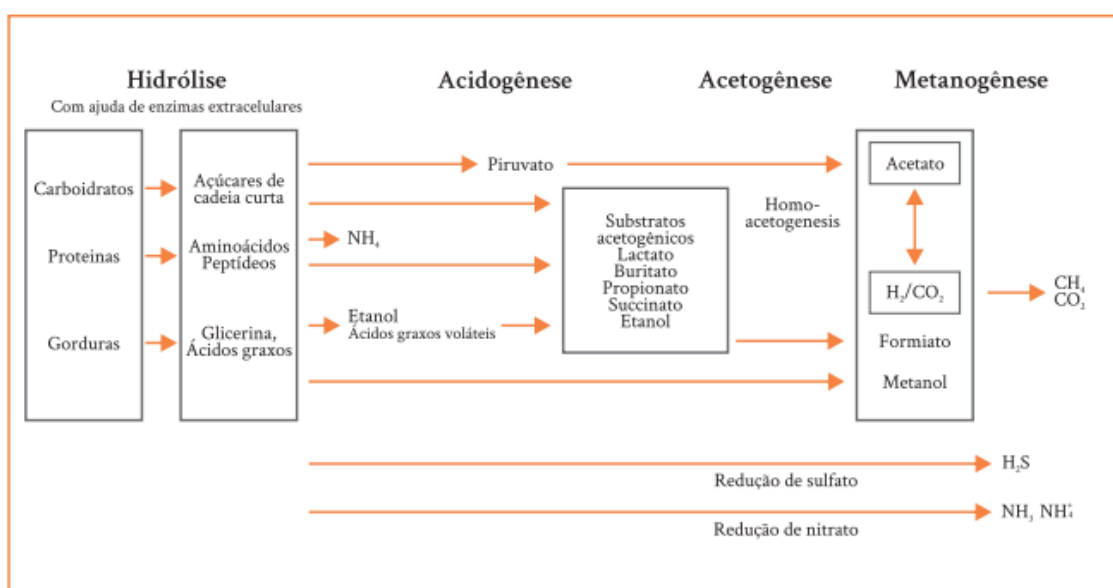 Hidrólise
Com ajuda de enzimas extracelulares
Acidogênese
Acetogênese
Metanogênese
Carboidratos
Proteinas
Gorduras
Açúcares de
cadeia curta
Aminoácidos
Peptídeos
Glicerina,
Ácidos graxos
Piruvato
NH₄
Etanol
Ácidos graxos voláteis
Substratos
acetogênicos
Lactato
Buritato
Propionato
Succinato
Etanol
Homo-
acetogenesis
Acetato
H₂/CO₂
Formiato
Metanol
CH₄
CO₂
Redução de sulfato
H₂S
Redução de nitrato
NH₃ NH₄⁺